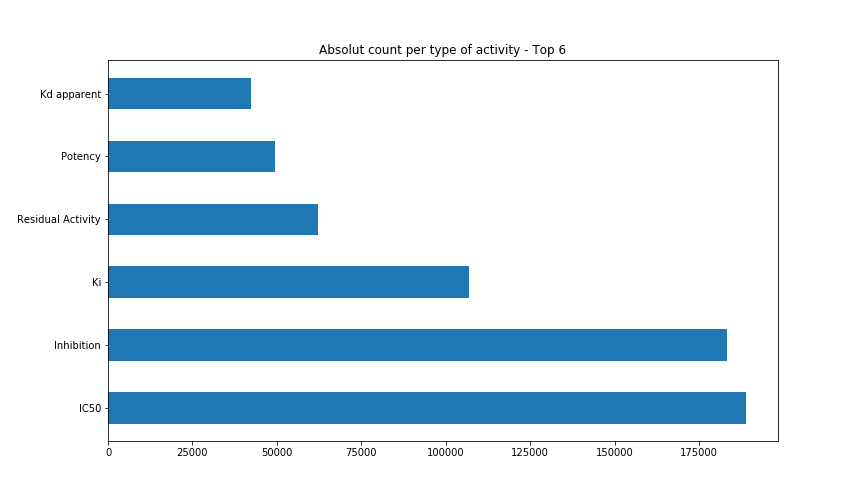 Absolut count per type of activity - Top 6
Kd apparent
Potency
Residual Activity
Ki
Inhibition
IC50
0 25000 50000 75000 100000 125000 150000 175000